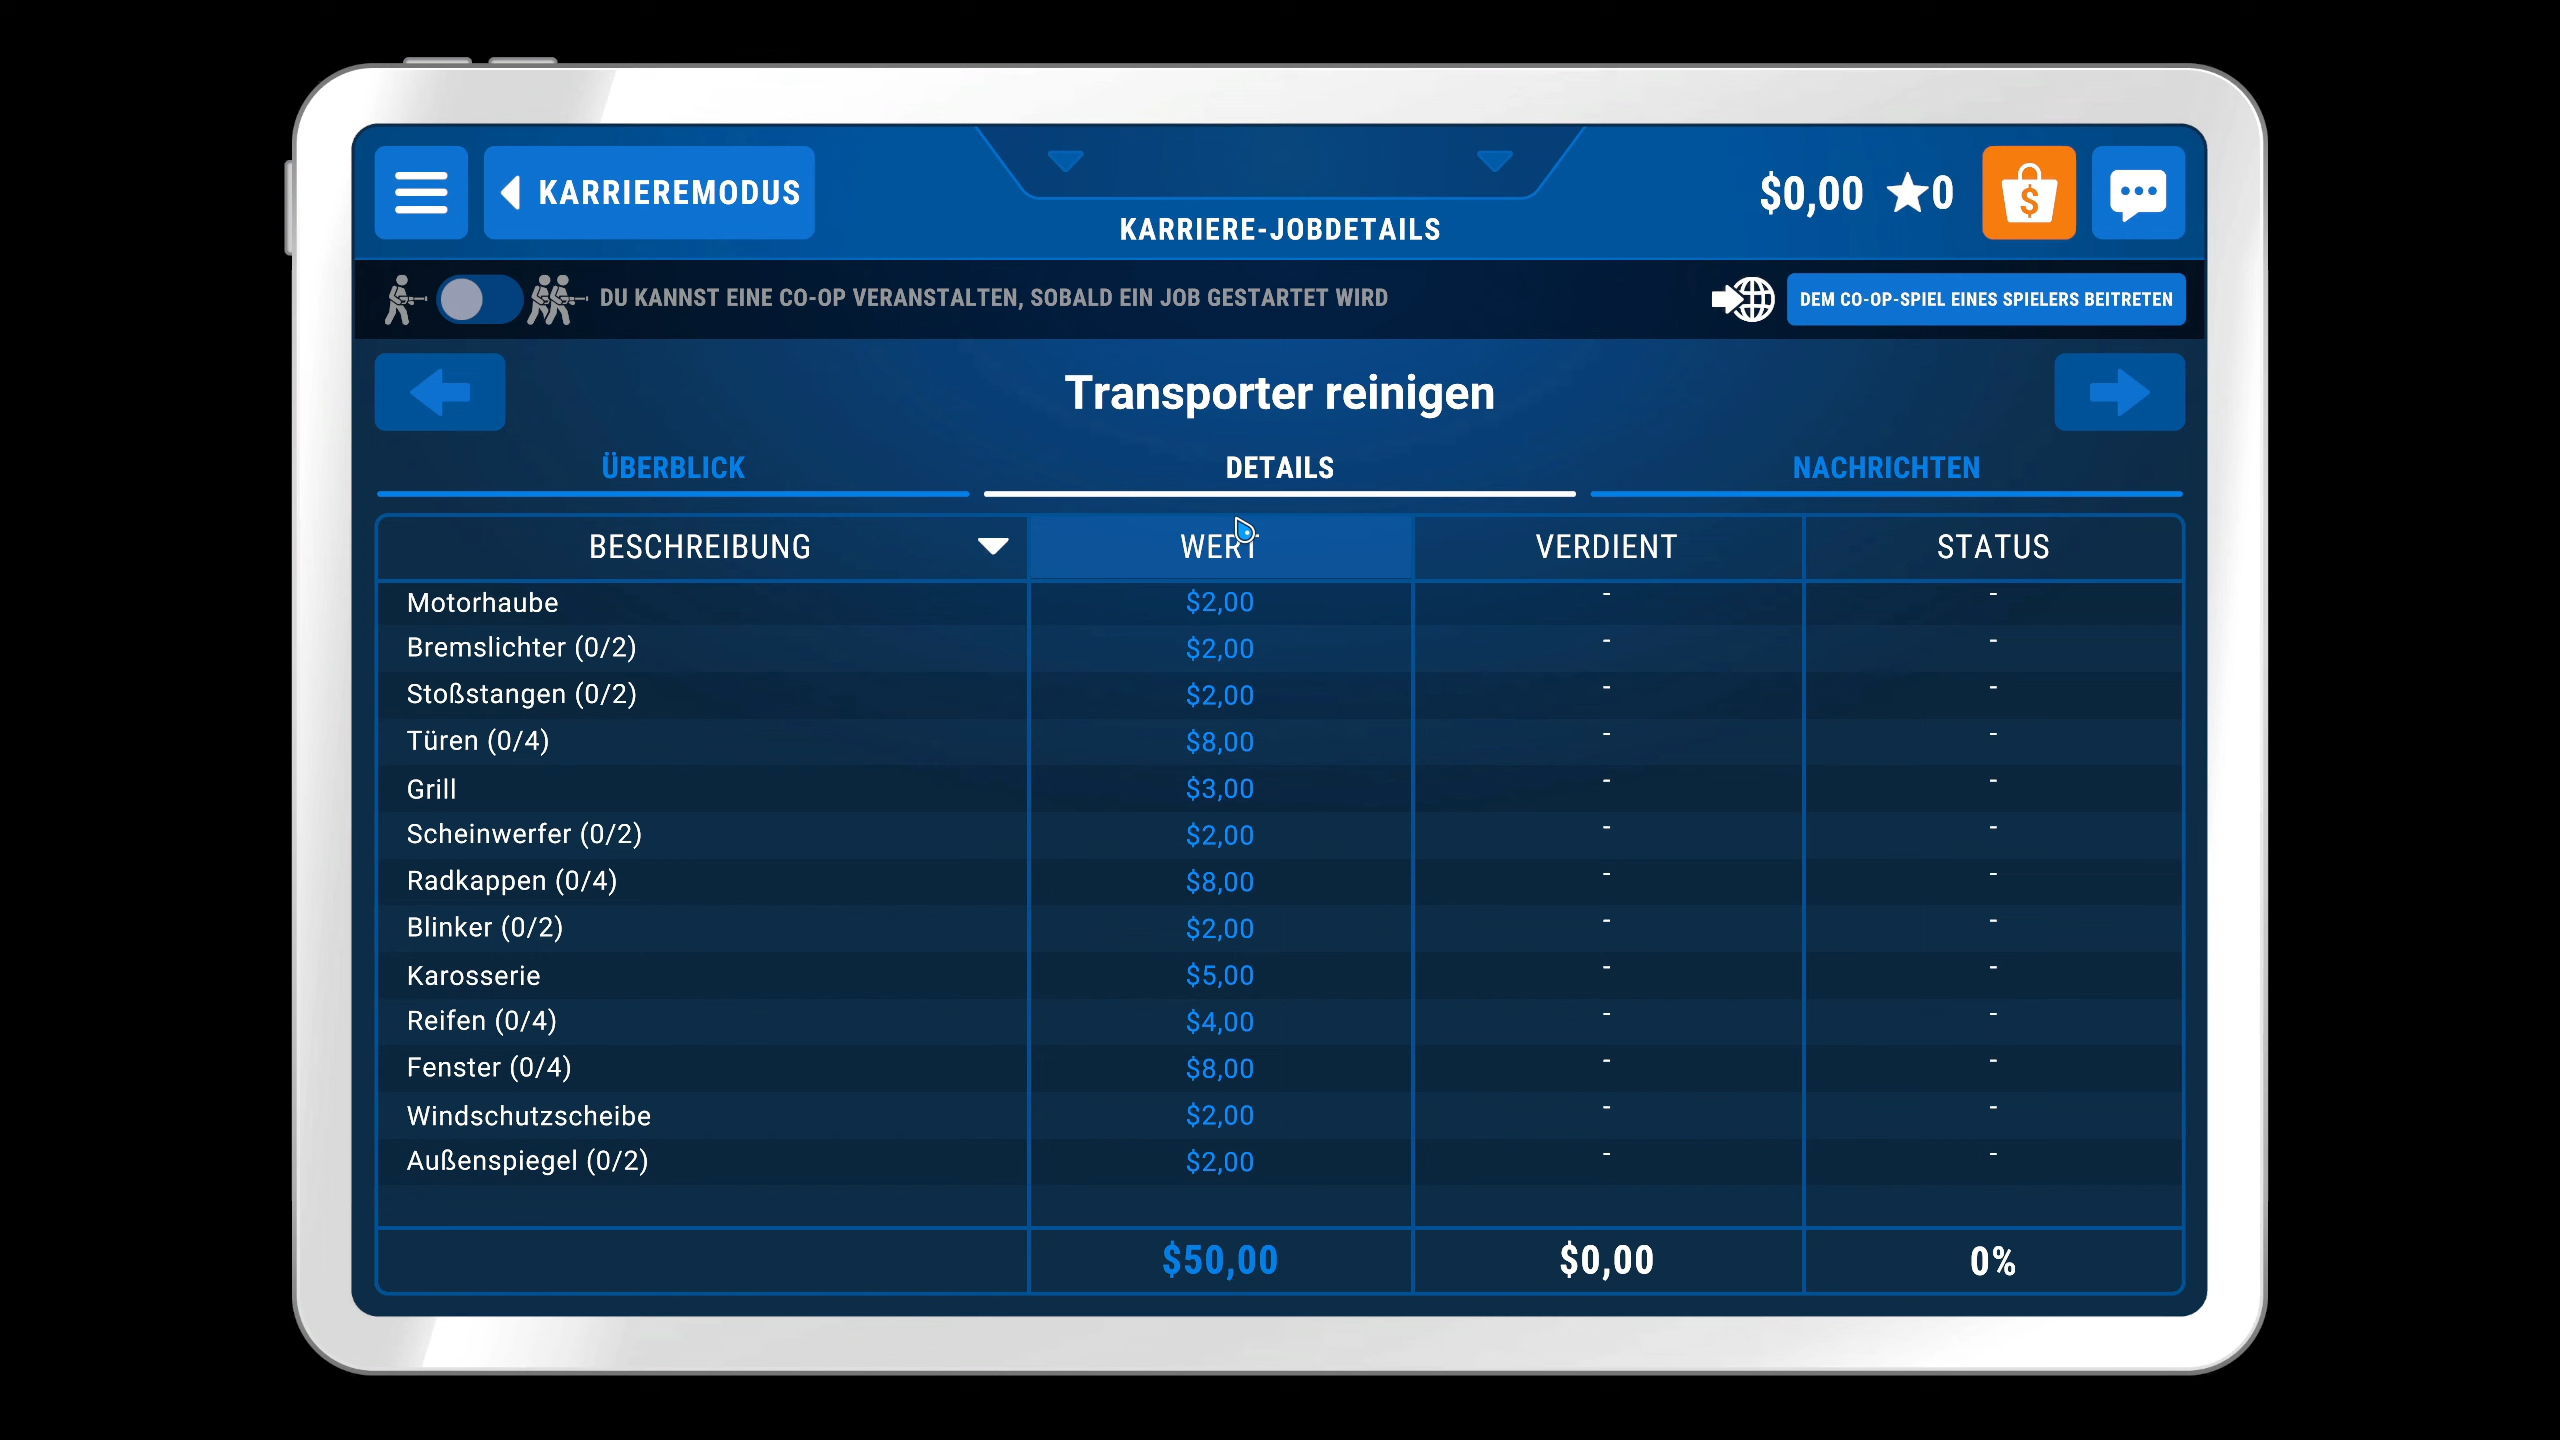 KARRIEREMODUS
KARRIERE-JOBDETAILS
$0,00 ★0
DU KANNST EINE CO-OP VERANSTALTEN, SOBALD EIN JOB GESTARTET WIRD
DEM CO-OP-SPIEL EINES SPIELERS BEITRETEN
Transporter reinigen
ÜBERBLICK DETAILS NACHRICHTEN
BESCHREIBUNG WERT VERDIENT STATUS
Motorhaube $2,00 - -
Bremslichter (0/2) $2,00 - -
Stoßstangen (0/2) $2,00 - -
Türen (0/4) $8,00 - -
Grill $3,00 - -
Scheinwerfer (0/2) $2,00 - -
Radkappen (0/4) $8,00 - -
Blinker (0/2) $2,00 - -
Karosserie $5,00 - -
Reifen (0/4) $4,00 - -
Fenster (0/4) $8,00 - -
Windschutzscheibe $2,00 - -
Außenspiegel (0/2) $2,00 - -
$50,00 $0,00 0%